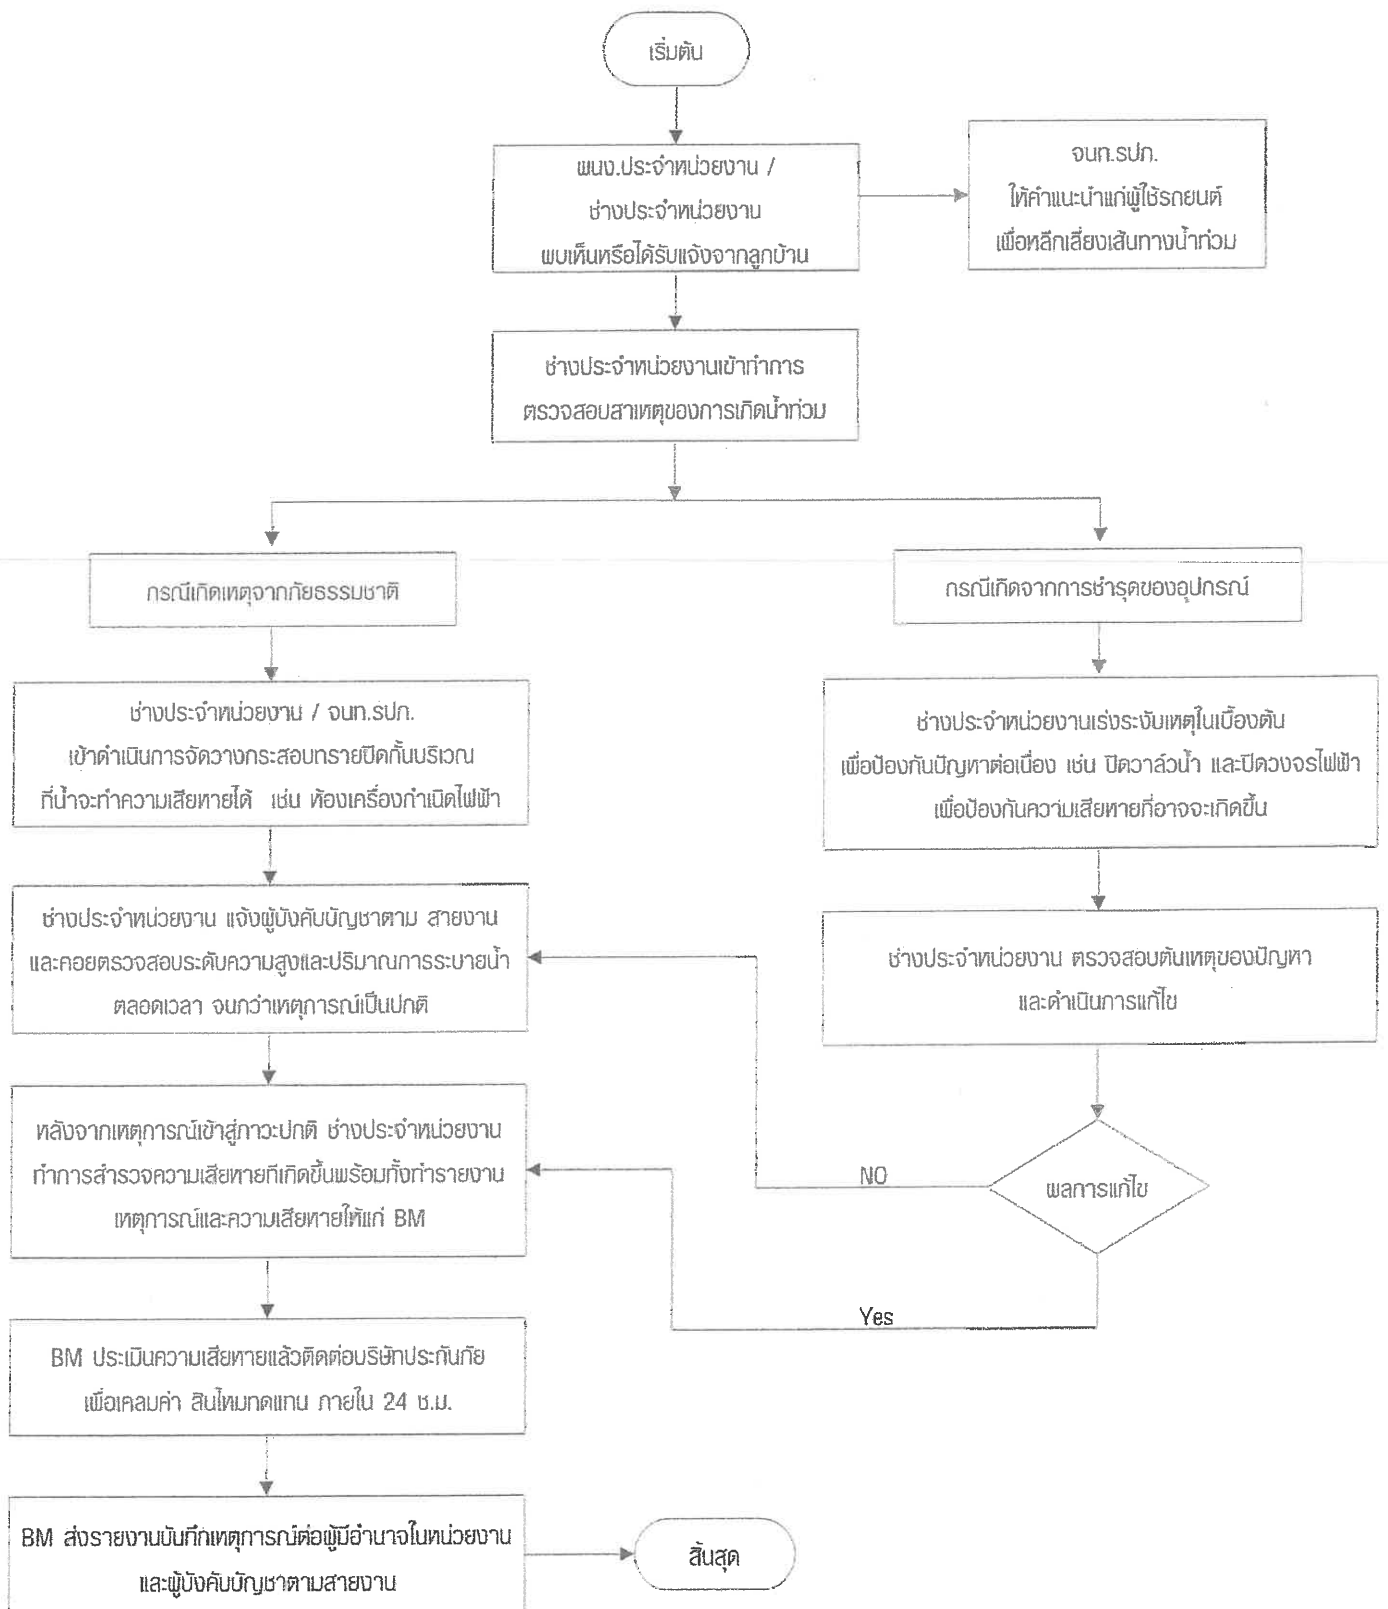 เริ่มต้น
พนง.ประจำหน่วยงาน /
ช่างประจำหน่วยงาน
พบเห็นหรือได้รับแจ้งจากลูกบ้าน
จนท.รปภ.
ให้คำแนะนำแก่ผู้ใช้รถยนต์
เพื่อหลีกเลี่ยงเส้นทางน้ำท่วม
ช่างประจำหน่วยงานเข้าทำการ
ตรวจสอบสาเหตุของการเกิดน้ำท่วม
กรณีเกิดเหตุจากภัยธรรมชาติ
ช่างประจำหน่วยงาน / จนท.รปภ.
เข้าดำเนินการจัดวางกระสอบทรายปิดกั้นบริเวณ
ที่น้ำจะทำความเสียหายได้ เช่น ห้องเครื่องกำเนิดไฟฟ้า
ช่างประจำหน่วยงาน แจ้งผู้บังคับบัญชาตาม สายงาน
และคอยตรวจสอบระดับความสูงและปริมาณการระบายน้ำ
ตลอดเวลา จนกว่าเหตุการณ์เป็นปกติ
หลังจากเหตุการณ์เข้าสู่ภาวะปกติ ช่างประจำหน่วยงาน
ทำการสำรวจความเสียหายที่เกิดขึ้นพร้อมทั้งทำรายงาน
เหตุการณ์และความเสียหายให้แก่ BM
BM ประเมินความเสียหายแล้วติดต่อบริษัทประกันภัย
เพื่อเคลมค่า สินไหมทดแทน ภายใน 24 ช.ม.
BM ส่งรายงานบันทึกเหตุการณ์ต่อผู้มีอำนาจในหน่วยงาน
และผู้บังคับบัญชาตามสายงาน
กรณีเกิดจากการชำรุดของอุปกรณ์
ช่างประจำหน่วยงานเร่งระงับเหตุในเบื้องต้น
เพื่อป้องกันปัญหาต่อเนื่อง เช่น ปิดวาล์วน้ำ และปิดวงจรไฟฟ้า
เพื่อป้องกันความเสียหายที่อาจจะเกิดขึ้น
ช่างประจำหน่วยงาน ตรวจสอบต้นเหตุของปัญหา
และดำเนินการแก้ไข
ผลการแก้ไข
NO
Yes
สิ้นสุด